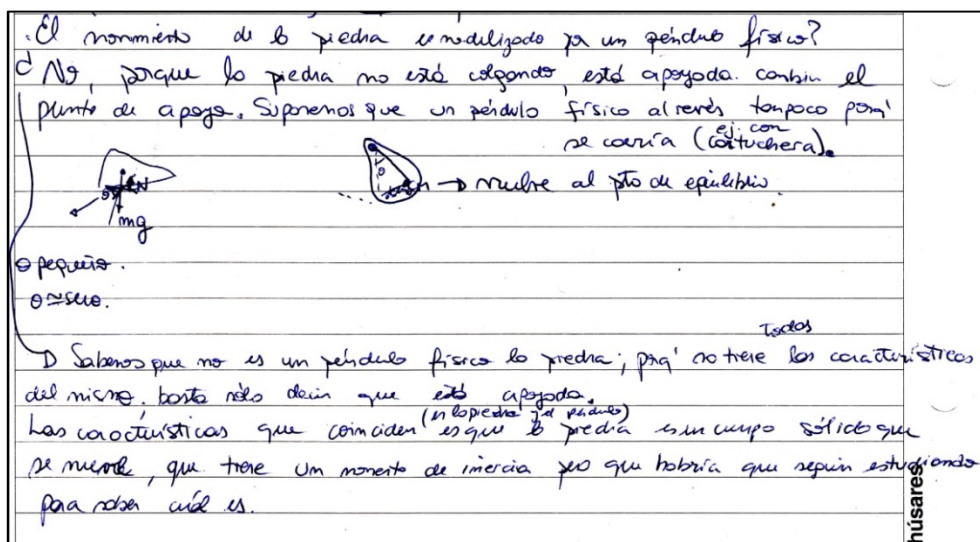 ¿El movimiento de la piedra es modelizado por un péndulo físico?
No, porque la piedra no está colgando está apoyada. cambia el
punto de apoyo. Suponemos que un péndulo físico al revés tampoco porq'
se caería (ej. con cartuchera).
N
θ
mg
θ
→ vuelve al pto de equilibrio.
θ pequeño.
θ≈senθ.
Sabemos que no es un péndulo físico la piedra; porq' no tiene Todas las características
del mismo. basta sólo decir que está apoyada.
Las características que coinciden (en la piedra y el péndulo) es que la piedra es un cuerpo sólido que
se mueve, que tiene un momento de inercia pero que habría que seguir estudiando
para saber cuál es.
húsares